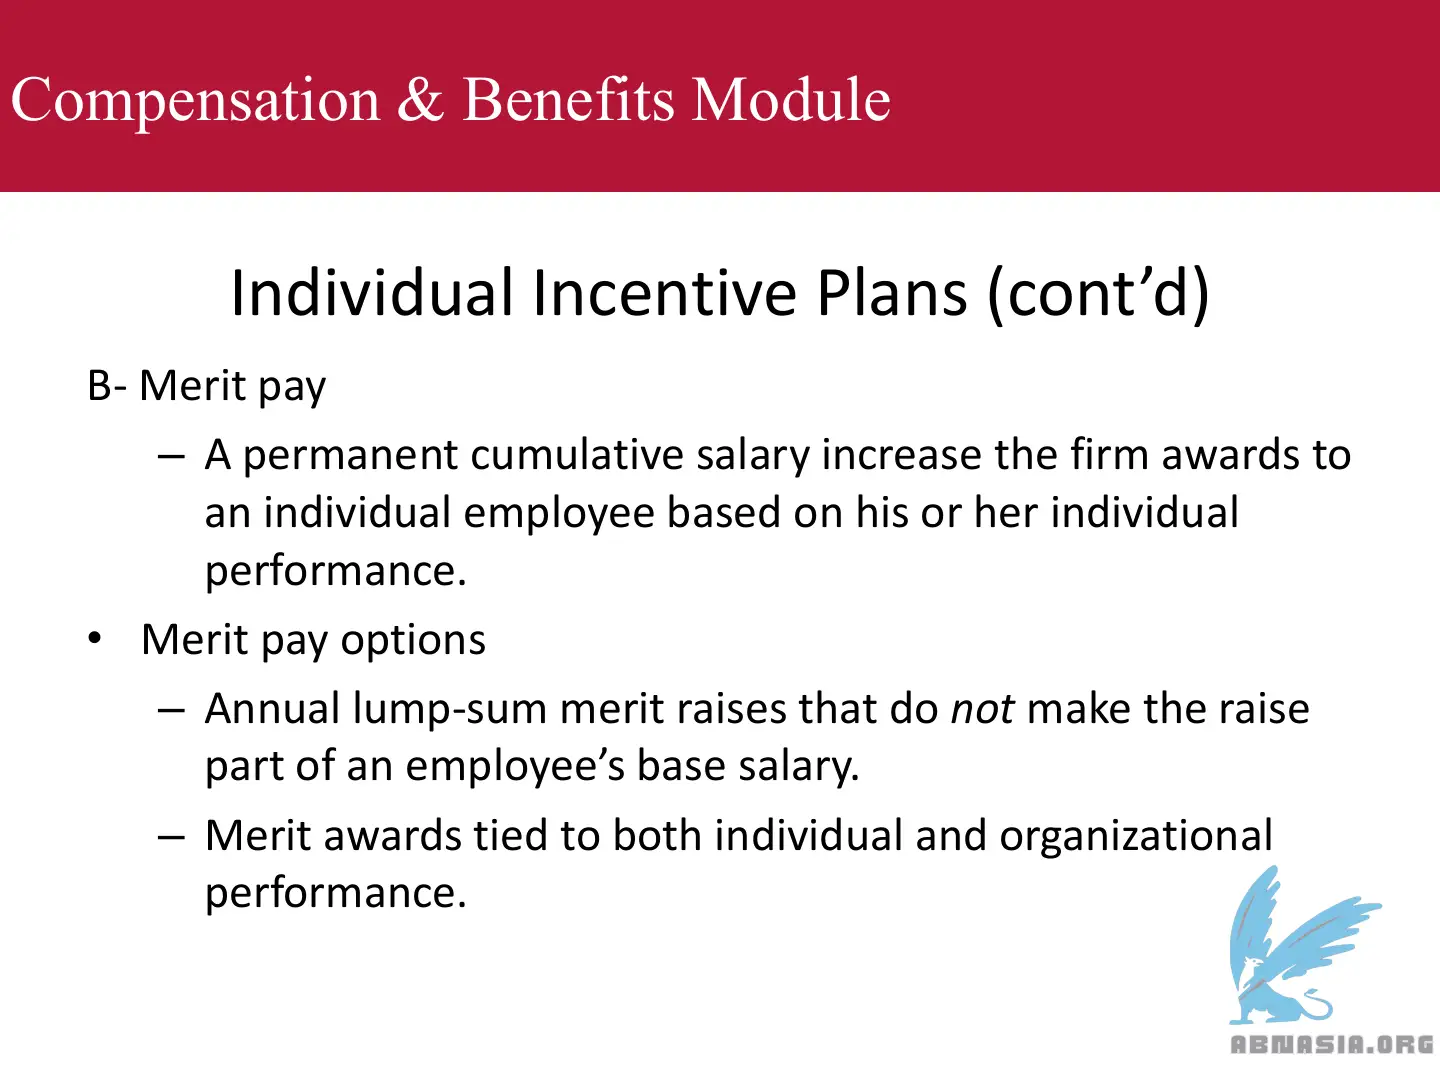 Compensation & Benefits Module
Individual Incentive Plans (cont’d)
B- Merit pay
– A permanent cumulative salary increase the firm awards to
an individual employee based on his or her individual
performance.
• Merit pay options
– Annual lump-sum merit raises that do not make the raise
part of an employee’s base salary.
– Merit awards tied to both individual and organizational
performance.
ABNASIA.ORG